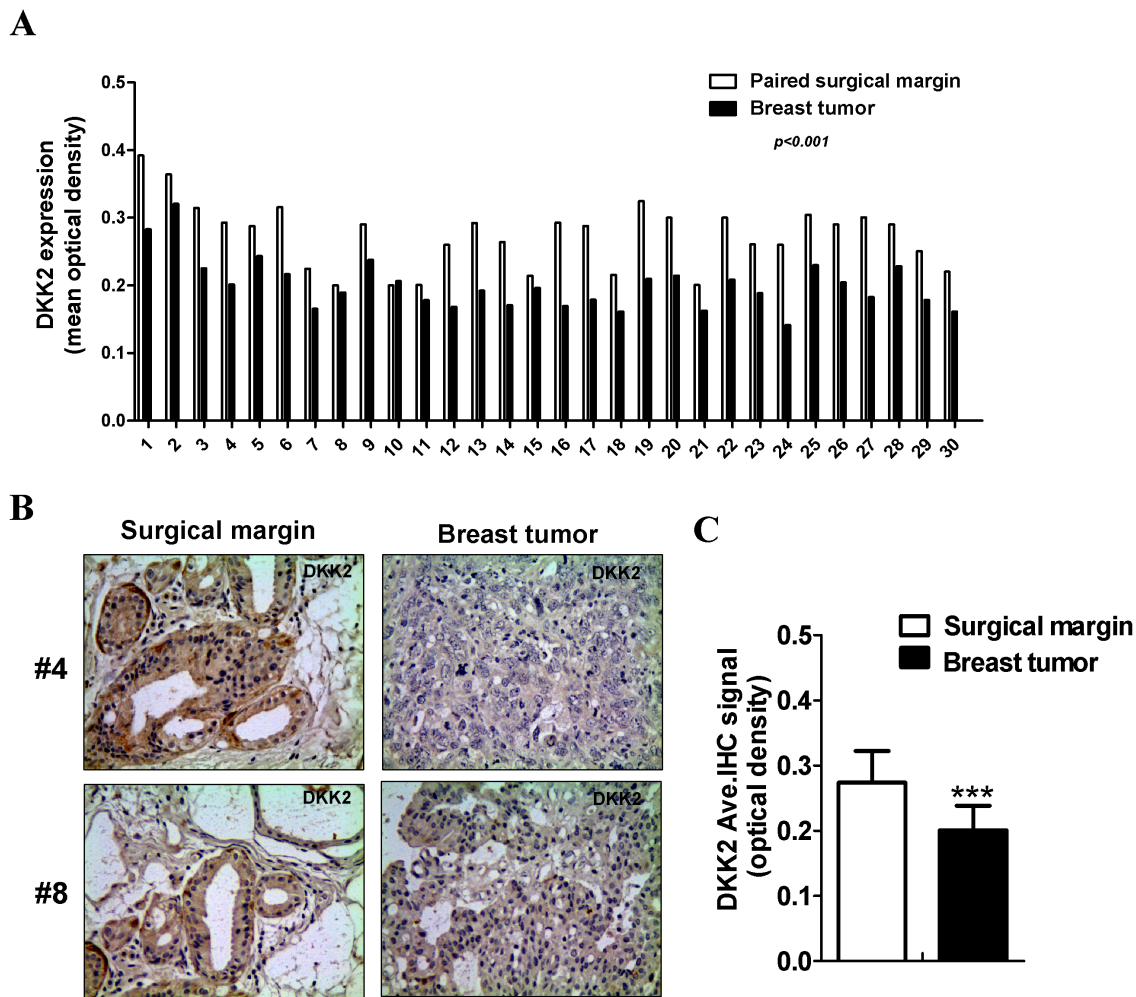 A
0.5
0.4
0.3
0.2
0.1
0.0
DKK2 expression
(mean optical density)
Paired surgical margin
Breast tumor
p<0.001
1 2 3 4 5 6 7 8 9 10 11 12 13 14 15 16 17 18 19 20 21 22 23 24 25 26 27 28 29 30
B
Surgical margin
Breast tumor
#4
DKK2
DKK2
#8
DKK2
DKK2
C
Surgical margin
Breast tumor
DKK2 Ave.IHC signal
(optical density)
0.5
0.4
0.3
0.2
0.1
0.0
***